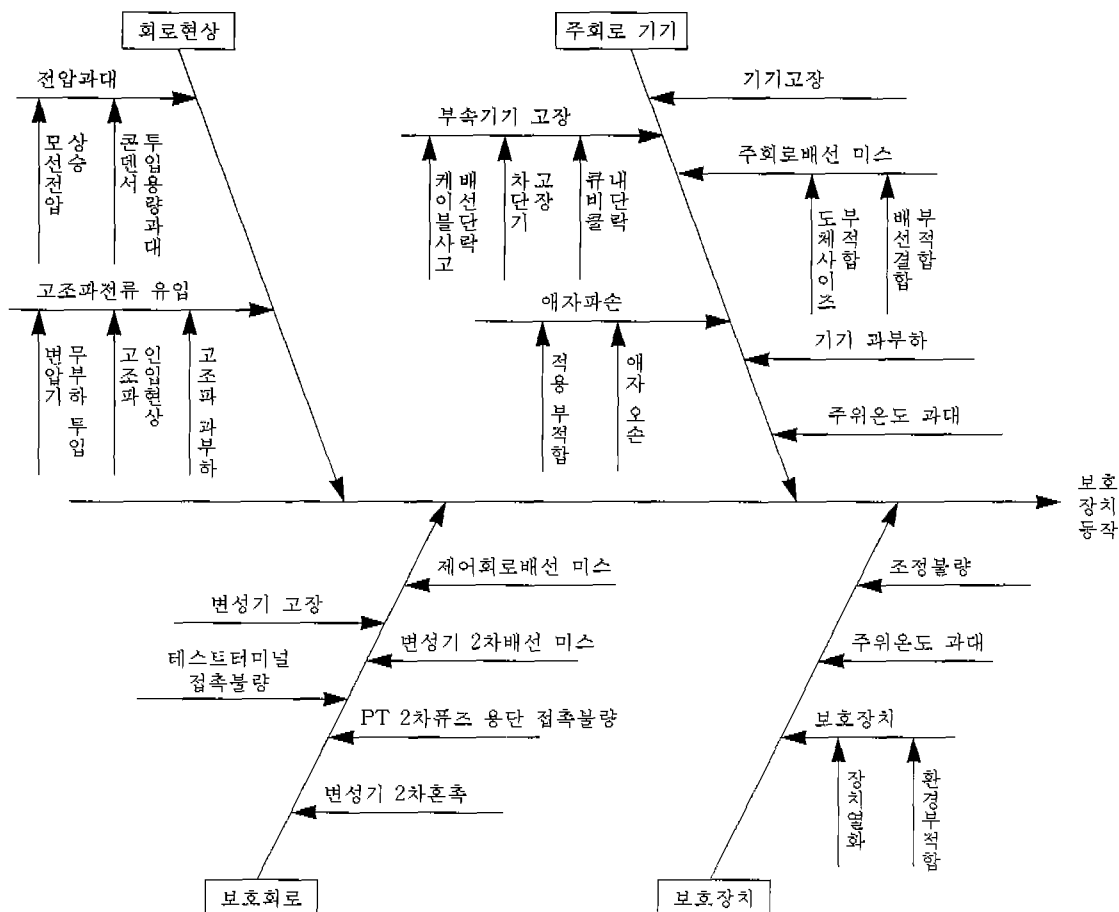 회로현상
주회로 기기
전압과대
모선전압
상승
콘덴서
투입용량과대
고조파전류 유입
변압기
무부하 투입
고조파
인입현상
고조파 과부하
기기고장
부속기기 고장
케이블사고
배선단락
차단기
고장
큐비클
내단락
주회로배선 미스
도체사이즈
부적합
배선결합
부적합
애자파손
적용 부적합
애자 오손
기기 과부하
주위온도 과대
보호
장치
동작
제어회로배선 미스
변성기 고장
변성기 2차배선 미스
테스트터미널
접촉불량
PT 2차퓨즈 용단 접촉불량
변성기 2차혼촉
보호회로
조정불량
주위온도 과대
보호장치
장치열화
환경부적합
보호장치